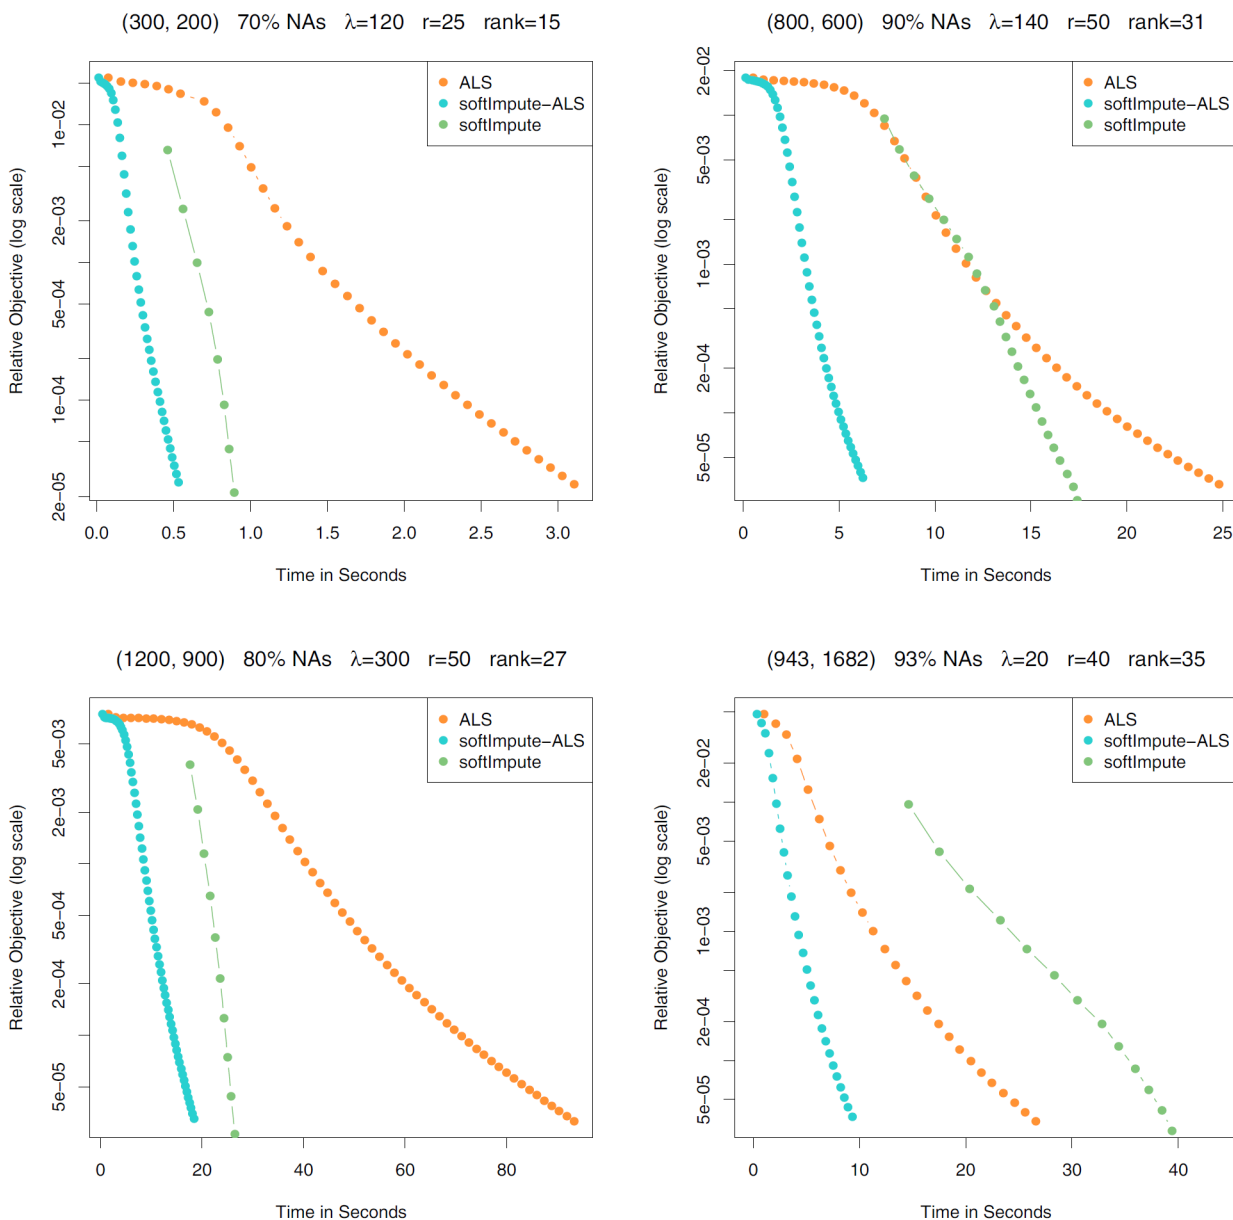 (300, 200) 70% NAs λ=120 r=25 rank=15
Relative Objective (log scale)
1e−02
2e−03
5e−04
1e−04
2e−05
ALS
softImpute−ALS
softImpute
0.0 0.5 1.0 1.5 2.0 2.5 3.0
Time in Seconds
(800, 600) 90% NAs λ=140 r=50 rank=31
Relative Objective (log scale)
2e−02
5e−03
1e−03
2e−04
5e−05
ALS
softImpute−ALS
softImpute
0 5 10 15 20 25
Time in Seconds
(1200, 900) 80% NAs λ=300 r=50 rank=27
Relative Objective (log scale)
5e−03
2e−03
5e−04
2e−04
5e−05
ALS
softImpute−ALS
softImpute
0 20 40 60 80
Time in Seconds
(943, 1682) 93% NAs λ=20 r=40 rank=35
Relative Objective (log scale)
2e−02
5e−03
1e−03
2e−04
5e−05
ALS
softImpute−ALS
softImpute
0 10 20 30 40
Time in Seconds